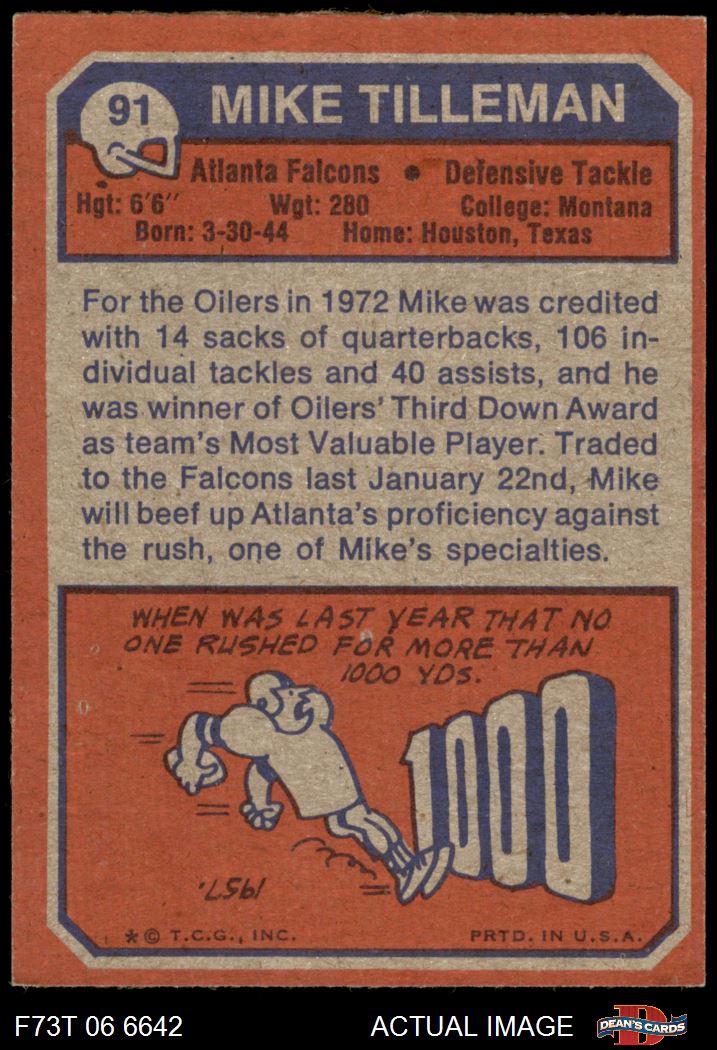 91
MIKE TILLEMAN
Atlanta Falcons • Defensive Tackle
Hgt: 6'6" Wgt: 280 College: Montana
Born: 3-30-44 Home: Houston, Texas
For the Oilers in 1972 Mike was credited
with 14 sacks of quarterbacks, 106 in-
dividual tackles and 40 assists, and he
was winner of Oilers' Third Down Award
as team's Most Valuable Player. Traded
to the Falcons last January 22nd, Mike
will beef up Atlanta's proficiency against
the rush, one of Mike's specialties.
WHEN WAS LAST YEAR THAT NO
ONE RUSHED FOR MORE THAN
1000 YDS.
1000
1957.
* © T.C.G., INC. PRTD. IN U.S.A.
F73T 06 6642 ACTUAL IMAGE
D
DEAN'S CARDS